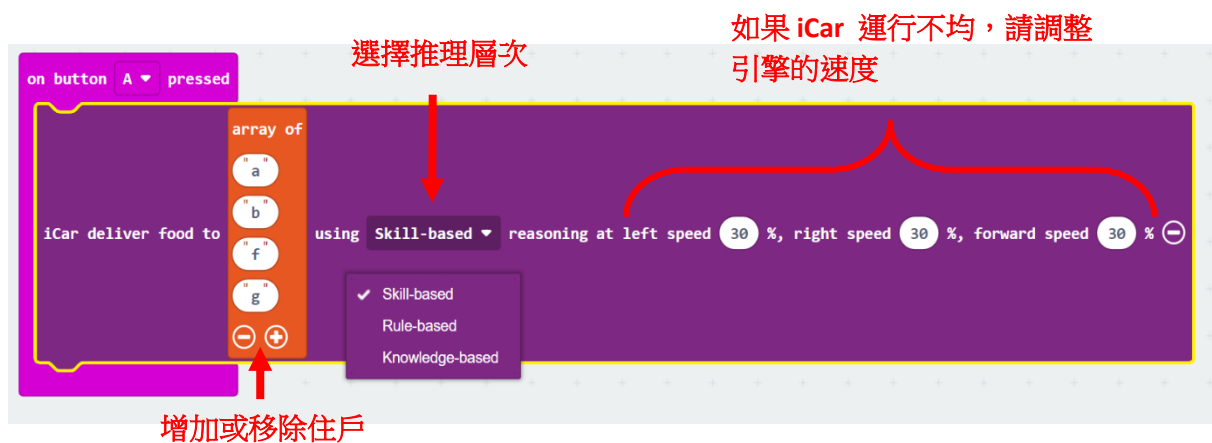 如果 iCar 運行不均，請調整
引擎的速度
選擇推理層次
on button A pressed
array of
"a"
"b"
iCar deliver food to using Skill-based reasoning at left speed 30 %, right speed 30 %, forward speed 30 %
"f"
"g"
Skill-based
Rule-based
Knowledge-based
增加或移除住戶